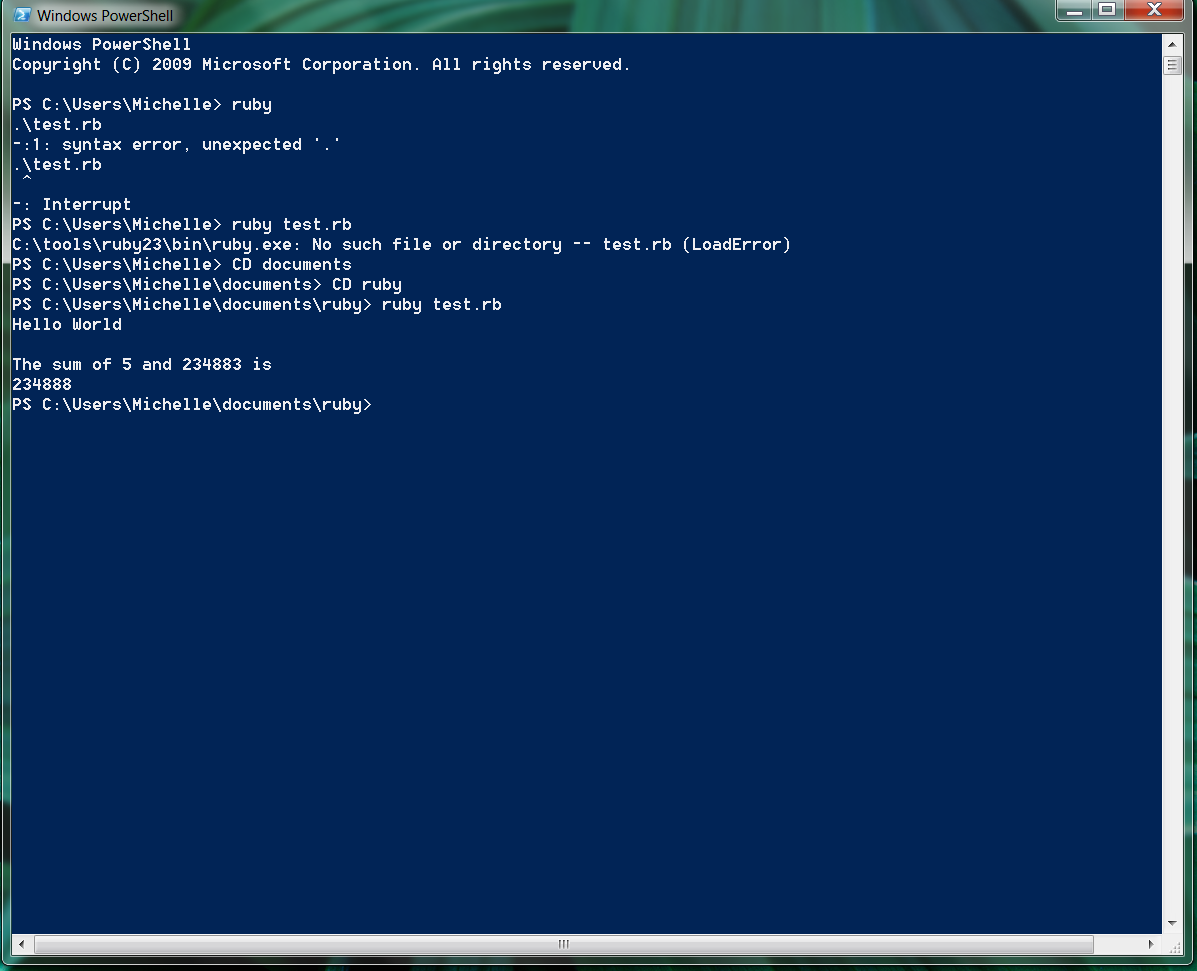 Windows PowerShell
Windows PowerShell
Copyright (C) 2009 Microsoft Corporation. All rights reserved.
PS C:\Users\Michelle> ruby
.\test.rb
-:1: syntax error, unexpected '.'
.\test.rb
 ^
-: Interrupt
PS C:\Users\Michelle> ruby test.rb
C:\tools\ruby23\bin\ruby.exe: No such file or directory -- test.rb (LoadError)
PS C:\Users\Michelle> CD documents
PS C:\Users\Michelle\documents> CD ruby
PS C:\Users\Michelle\documents\ruby> ruby test.rb
Hello World
The sum of 5 and 234883 is
234888
PS C:\Users\Michelle\documents\ruby>